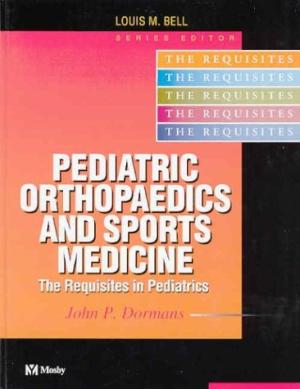 LOUIS M. BELL
SERIES EDITOR
THE REQUISITES
THE REQUISITES
THE REQUISITES
THE REQUISITES
THE REQUISITES
PEDIATRIC
ORTHOPAEDICS
AND SPORTS
MEDICINE
The Requisites in Pediatrics
John P. Dormans
M Mosby